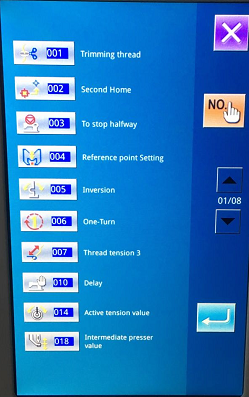 001 Trimming thread
NO.
002 Second Home
003 To stop halfway
004 Reference point Setting
005 Inversion
01/08
006 One-Turn
007 Thread tension 3
010 Delay
014 Active tension value
018 Intermediate presser
value